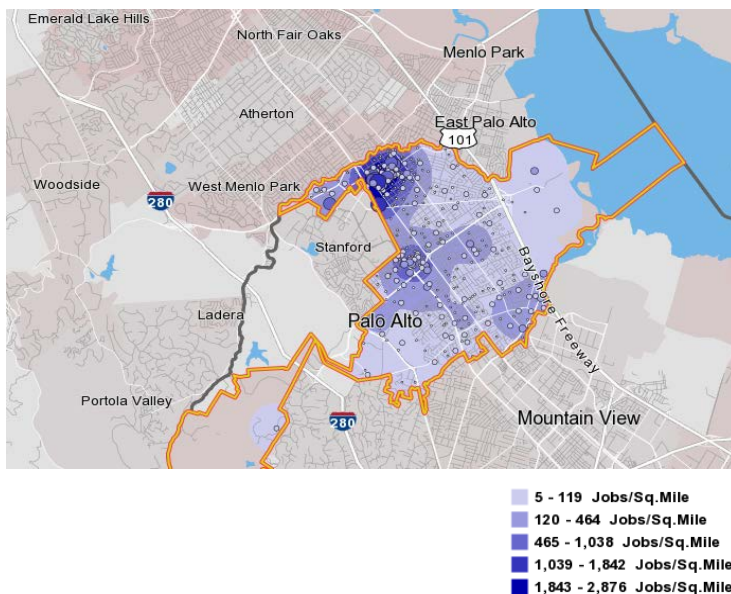 Emerald Lake Hills
North Fair Oaks
Menlo Park
Atherton
East Palo Alto
101
Woodside
West Menlo Park
280
Stanford
Bayshore Freeway
Ladera
Palo Alto
Portola Valley
Mountain View
280
5 - 119 Jobs/Sq.Mile
120 - 464 Jobs/Sq.Mile
465 - 1,038 Jobs/Sq.Mile
1,039 - 1,842 Jobs/Sq.Mile
1,843 - 2,876 Jobs/Sq.Mile